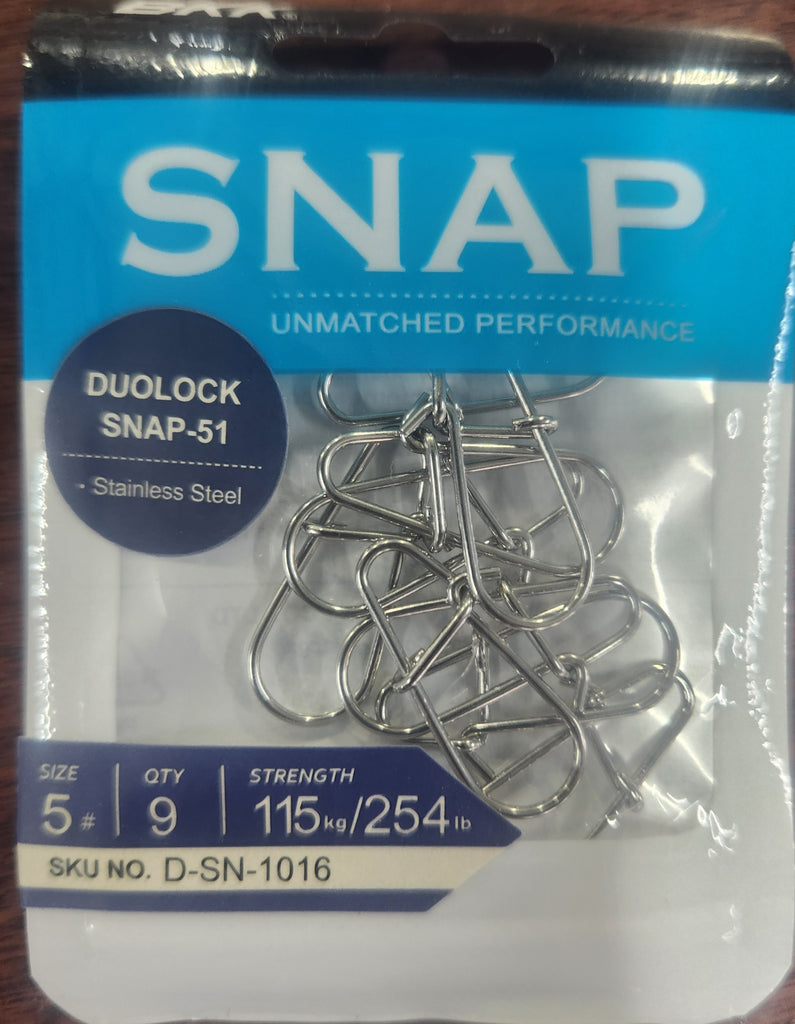 SNAP
UNMATCHED PERFORMANCE
DUOLOCK
SNAP-51
· Stainless Steel
SIZE
5#
QTY
9
STRENGTH
115kg/254lb
SKU NO. D-SN-1016